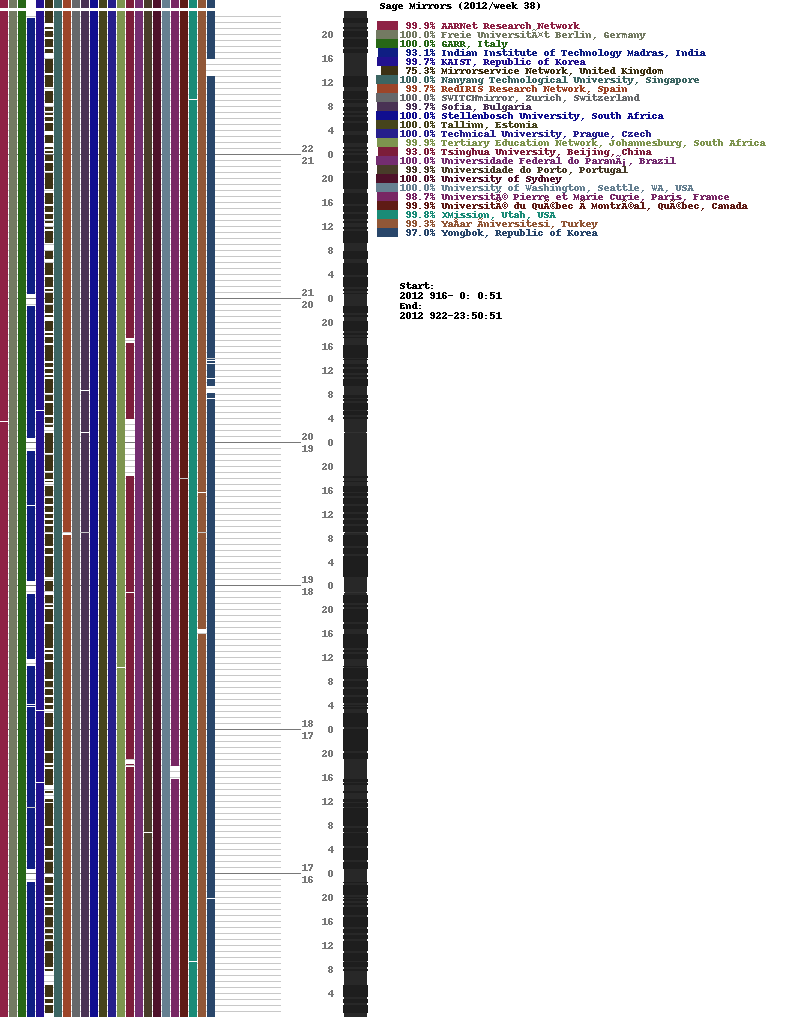 Sage Mirrors (2012/week 38)
99.9% AARNet Research Network
100.0% Freie UniversitÃ¤t Berlin, Germany
100.0% GARR, Italy
93.1% Indian Institute of Technology Madras, India
99.7% KAIST, Republic of Korea
75.3% Mirrorservice Network, United Kingdom
100.0% Nanyang Technological University, Singapore
99.7% RedIRIS Research Network, Spain
100.0% SWITCHmirror, Zurich, Switzerland
99.7% Sofia, Bulgaria
100.0% Stellenbosch University, South Africa
100.0% Tallinn, Estonia
100.0% Technical University, Prague, Czech
99.9% Tertiary Education Network, Johannesburg, South Africa
93.0% Tsinghua University, Beijing, China
100.0% Universidade Federal do ParanÃ¡, Brazil
99.9% Universidade do Porto, Portugal
100.0% University of Sydney
100.0% University of Washington, Seattle, WA, USA
98.7% UniversitÃ© Pierre et Marie Curie, Paris, France
99.9% UniversitÃ© du QuÃ©bec A MontrÃ©al, QuÃ©bec, Canada
99.8% XMission, Utah, USA
99.3% YaÅar Ãniversitesi, Turkey
97.0% Yongbok, Republic of Korea
Start:
2012 916- 0: 0:51
End:
2012 922-23:50:51
20
16
12
8
4
22
0
21
20
16
12
8
4
21
0
20
20
16
12
8
4
20
0
19
20
16
12
8
4
19
0
18
20
16
12
8
4
18
0
17
20
16
12
8
4
17
0
16
20
16
12
8
4